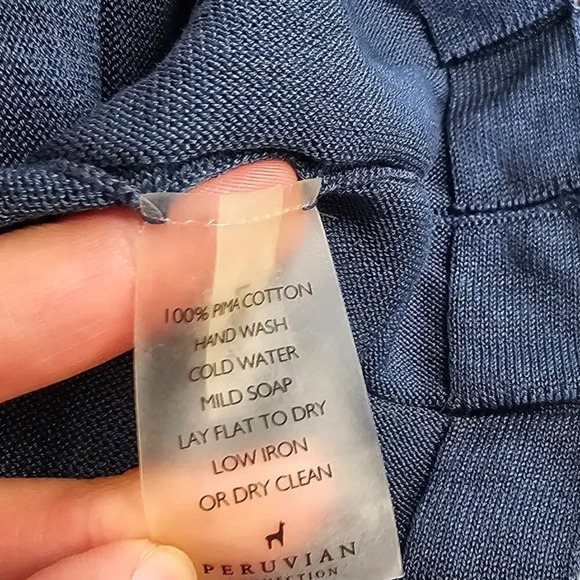 100% PIMA COTTON
HAND WASH
COLD WATER
MILD SOAP
LAY FLAT TO DRY
LOW IRON
OR DRY CLEAN
PERUVIAN